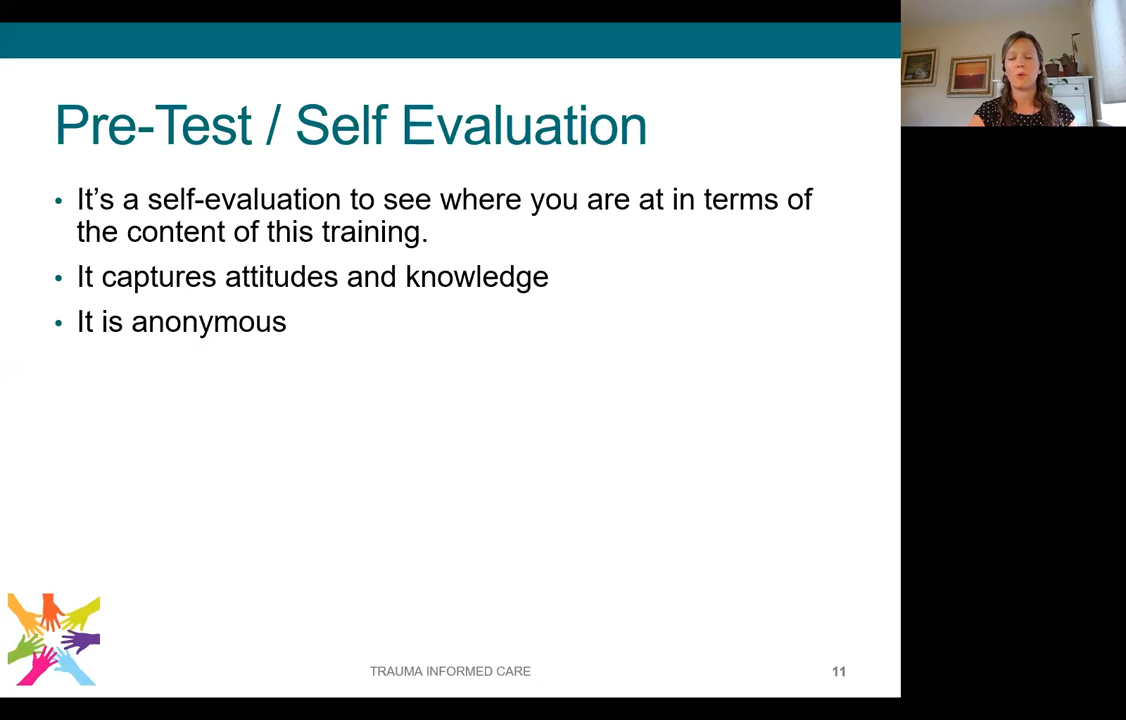 Pre-Test / Self Evaluation
• It’s a self-evaluation to see where you are at in terms of
the content of this training.
• It captures attitudes and knowledge
• It is anonymous
TRAUMA INFORMED CARE
11